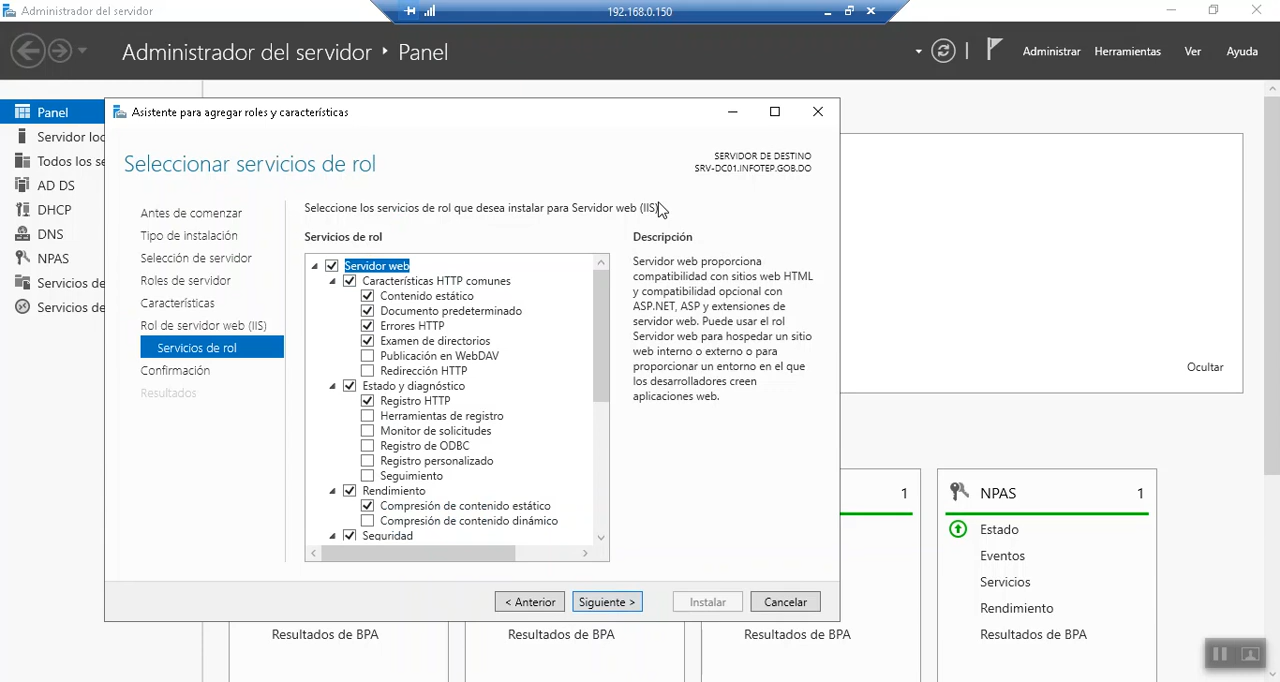 Administrador del servidor
192.168.0.150
Administrador del servidor ‣ Panel
Administrar
Herramientas
Ver
Ayuda
Panel
Servidor loc
Todos los se
AD DS
DHCP
DNS
NPAS
Servicios de
Servicios de
Asistente para agregar roles y características
Seleccionar servicios de rol
SERVIDOR DE DESTINO
SRV-DC01.INFOTEP.GOB.DO
Antes de comenzar
Tipo de instalación
Selección de servidor
Roles de servidor
Características
Rol de servidor web (IIS)
Servicios de rol
Confirmación
Resultados
Seleccione los servicios de rol que desea instalar para Servidor web (IIS)
Servicios de rol
Servidor web
Características HTTP comunes
Contenido estático
Documento predeterminado
Errores HTTP
Examen de directorios
Publicación en WebDAV
Redirección HTTP
Estado y diagnóstico
Registro HTTP
Herramientas de registro
Monitor de solicitudes
Registro de ODBC
Registro personalizado
Seguimiento
Rendimiento
Compresión de contenido estático
Compresión de contenido dinámico
Seguridad
Descripción
Servidor web proporciona
compatibilidad con sitios web HTML
y compatibilidad opcional con
ASP.NET, ASP y extensiones de
servidor web. Puede usar el rol
Servidor web para hospedar un sitio
web interno o externo o para
proporcionar un entorno en el que
los desarrolladores creen
aplicaciones web.
< Anterior
Siguiente >
Instalar
Cancelar
Ocultar
1
NPAS
1
Estado
Eventos
Servicios
Rendimiento
Resultados de BPA
Resultados de BPA
Resultados de BPA
Resultados de BPA